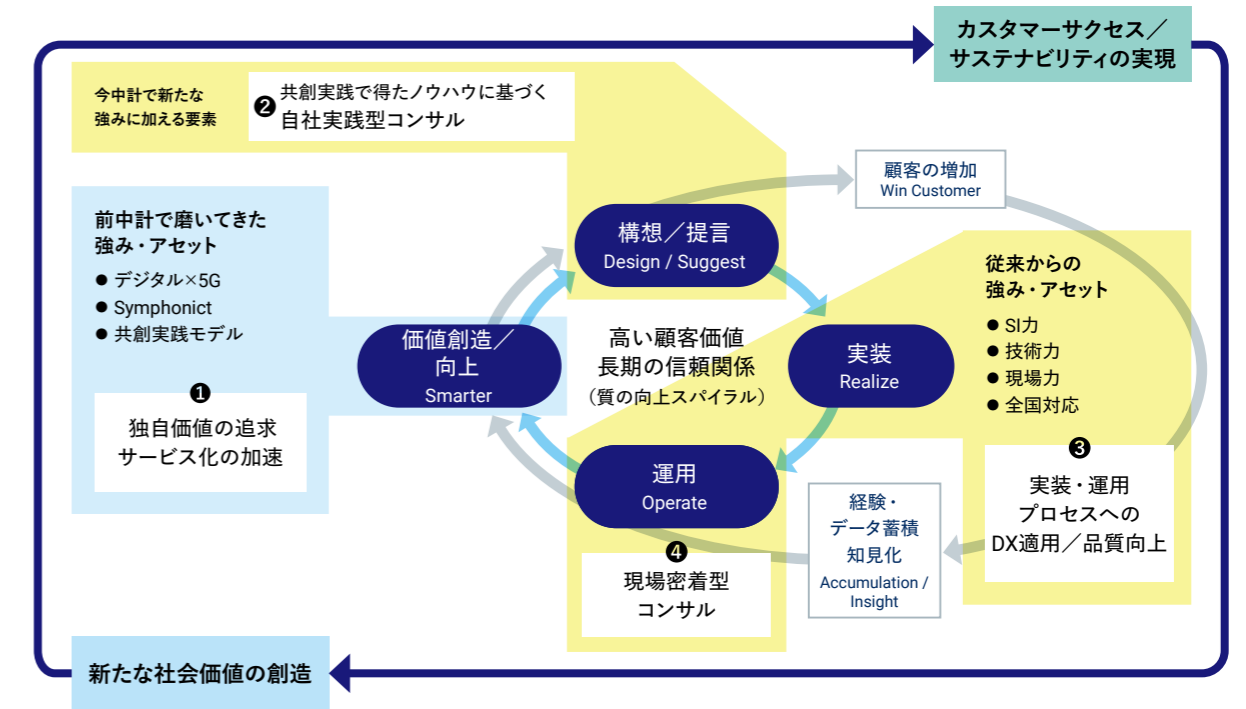 カスタマーサクセス／
サステナビリティの実現
今中計で新たな
強みに加える要素
❷
共創実践で得たノウハウに基づく
自社実践型コンサル
顧客の増加
Win Customer
前中計で磨いてきた
強み・アセット
● デジタル×5G
● Symphonict
● 共創実践モデル
❶
独自価値の追求
サービス化の加速
構想／提言
Design / Suggest
価値創造／
向上
Smarter
高い顧客価値
長期の信頼関係
（質の向上スパイラル）
実装
Realize
従来からの
強み・アセット
● SI力
● 技術力
● 現場力
● 全国対応
❸
実装・運用
プロセスへの
DX適用／品質向上
運用
Operate
❹
現場密着型
コンサル
経験・
データ蓄積
知見化
Accumulation /
Insight
新たな社会価値の創造